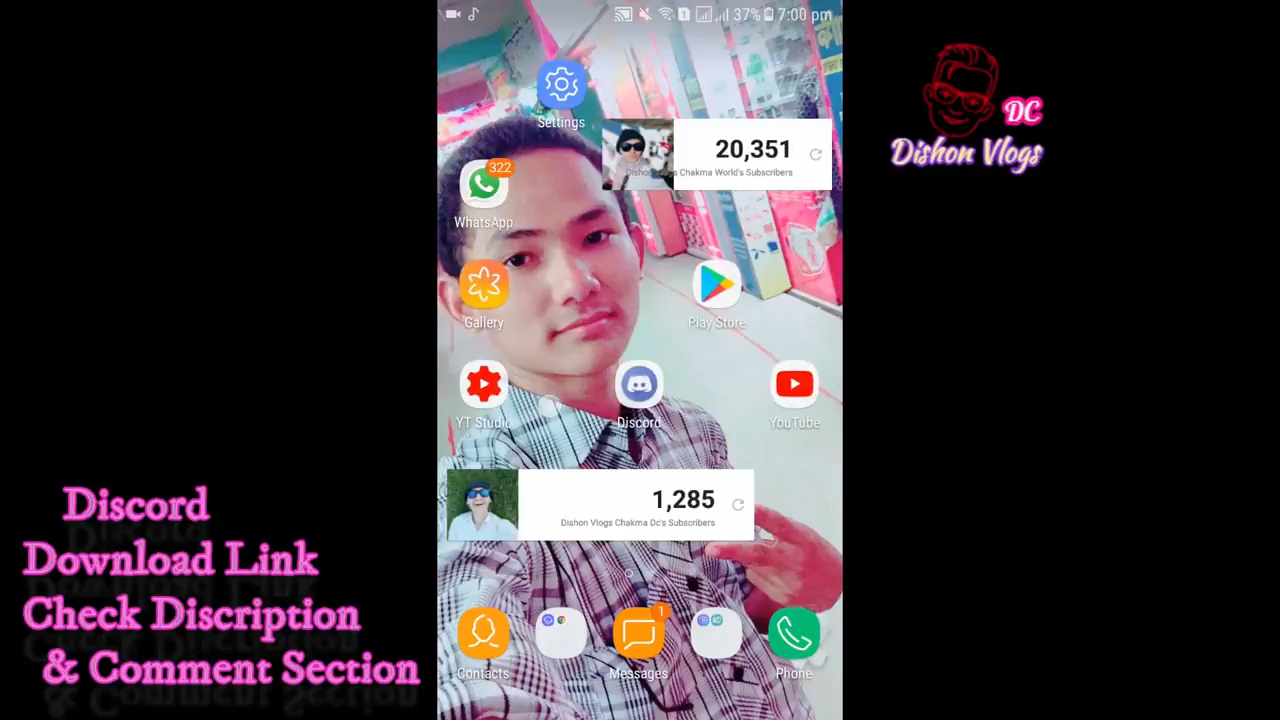 37% 7:00 pm
DC
Dishon Vlogs
Settings
20,351
Chakma World's Subscribers
322
WhatsApp
Gallery
Play Store
YT Studio
Discord
YouTube
1,285
Dishon Vlogs Chakma Dc's Subscribers
Discord
Download Link
Check Discription
& Comment Section
1
Contacts
Messages
Phone